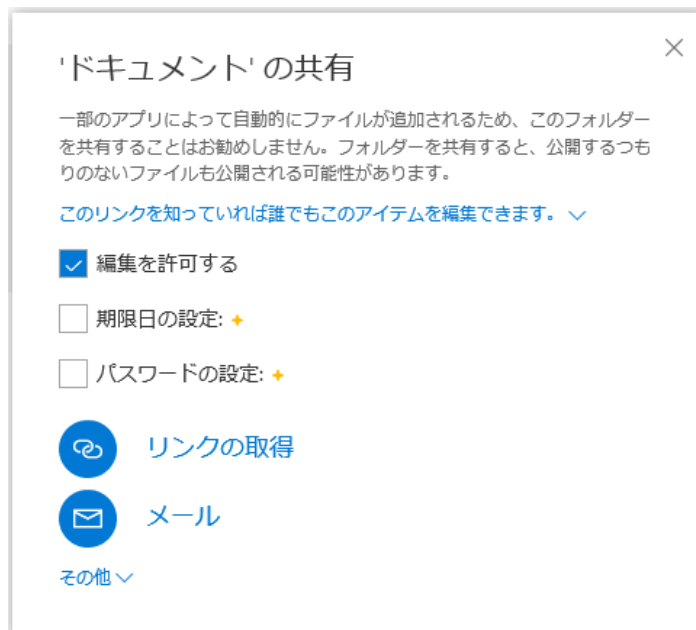 'ドキュメント' の共有
一部のアプリによって自動的にファイルが追加されるため、このフォルダー
を共有することはお勧めしません。フォルダーを共有すると、公開するつも
りのないファイルも公開される可能性があります。
このリンクを知っていれば誰でもこのアイテムを編集できます。
編集を許可する
期限日の設定:
パスワードの設定:
リンクの取得
メール
その他